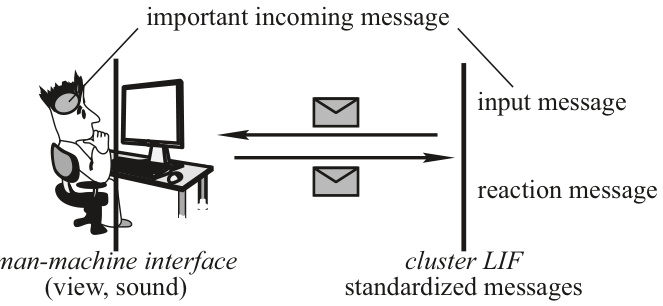 important incoming message
input message
reaction message
man-machine interface
(view, sound)
cluster LIF
standardized messages